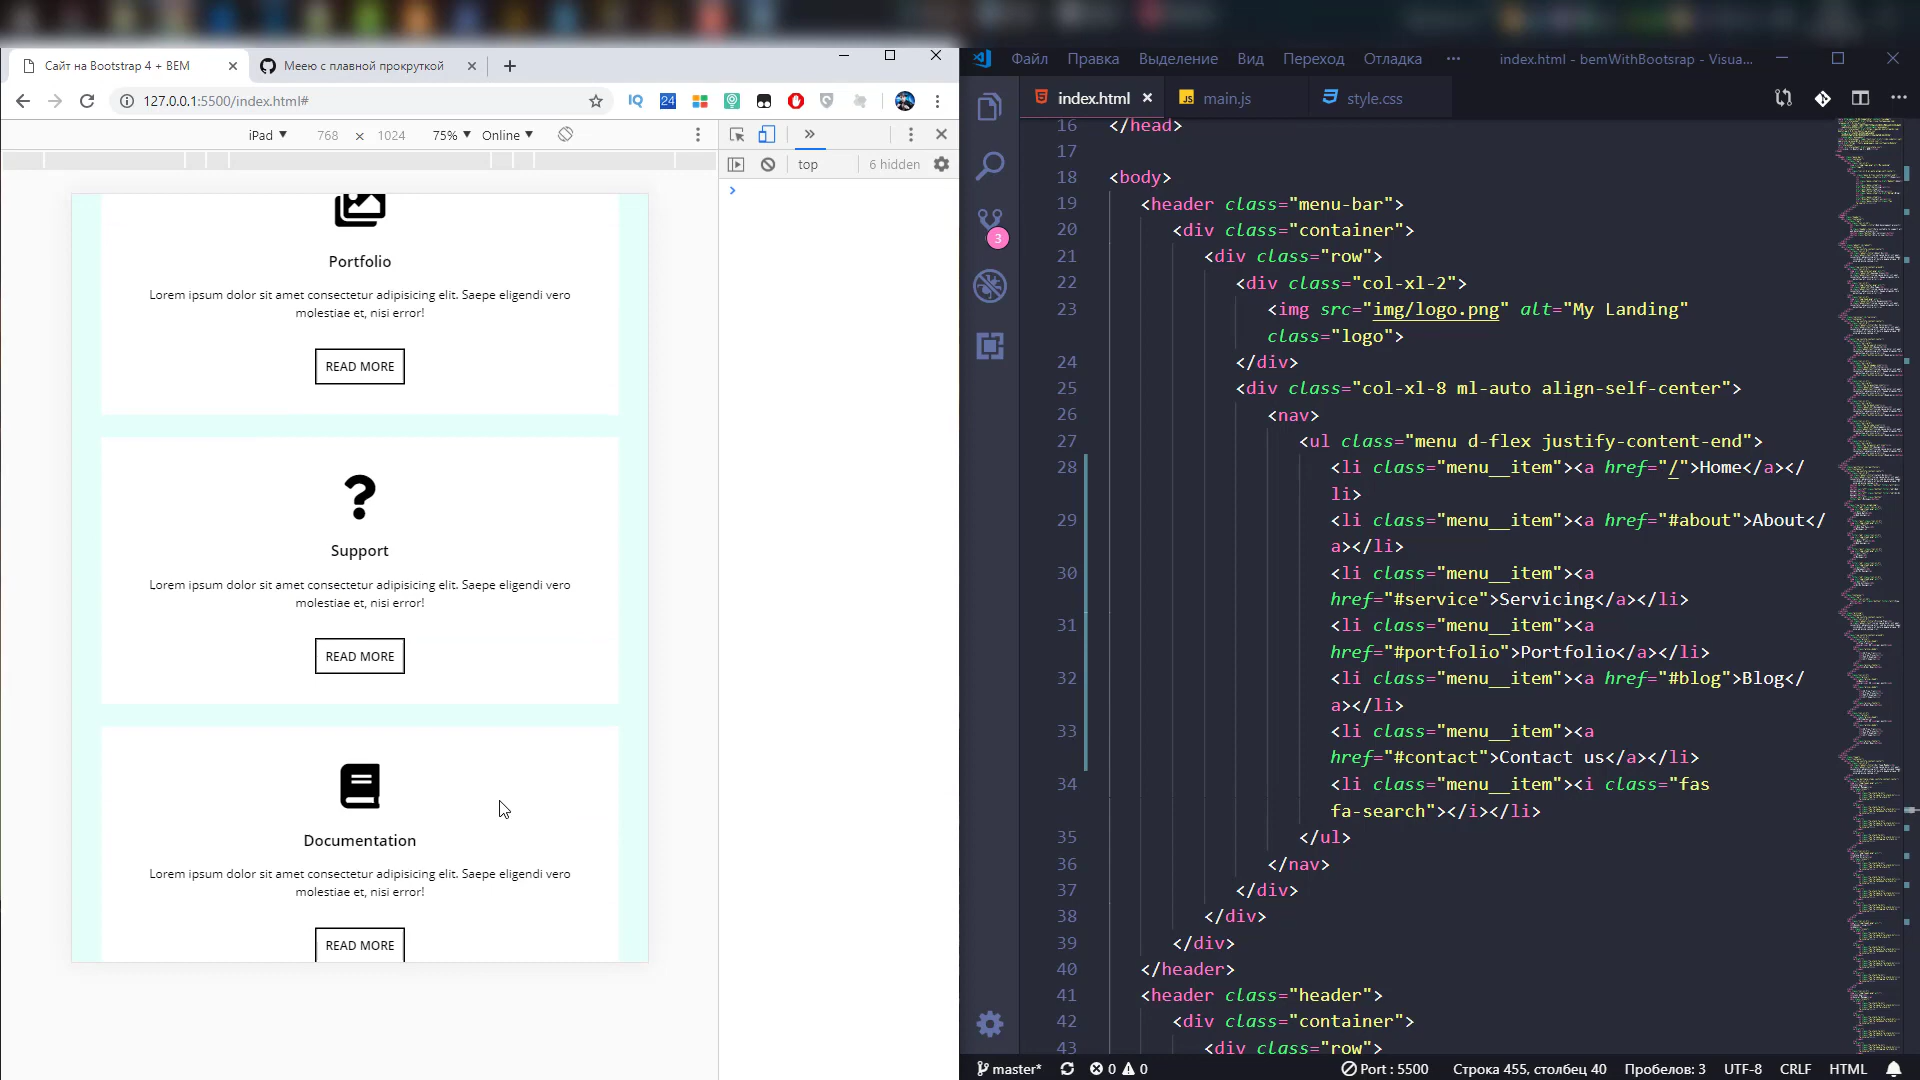 Сайт на Bootstrap 4 + BEM
Меею с плавной прокруткой
127.0.0.1:5500/index.html#
IQ
24
iPad
768
×
1024
75%
Online
top
6 hidden
Portfolio
Lorem ipsum dolor sit amet consectetur adipisicing elit. Saepe eligendi vero
molestiae et, nisi error!
READ MORE
Support
Lorem ipsum dolor sit amet consectetur adipisicing elit. Saepe eligendi vero
molestiae et, nisi error!
READ MORE
Documentation
Lorem ipsum dolor sit amet consectetur adipisicing elit. Saepe eligendi vero
molestiae et, nisi error!
READ MORE
Файл Правка Выделение Вид Переход Отладка ···
index.html - bemWithBootsrap - Visua...
index.html
JS main.js
style.css
3
16 </head>
17
18 <body>
19 <header class="menu-bar">
20 <div class="container">
21 <div class="row">
22 <div class="col-xl-2">
23 <img src="img/logo.png" alt="My Landing"
class="logo">
24 </div>
25 <div class="col-xl-8 ml-auto align-self-center">
26 <nav>
27 <ul class="menu d-flex justify-content-end">
28 <li class="menu__item"><a href="/">Home</a></
li>
29 <li class="menu__item"><a href="#about">About</
a></li>
30 <li class="menu__item"><a
href="#service">Servicing</a></li>
31 <li class="menu__item"><a
href="#portfolio">Portfolio</a></li>
32 <li class="menu__item"><a href="#blog">Blog</
a></li>
33 <li class="menu__item"><a
href="#contact">Contact us</a></li>
34 <li class="menu__item"><i class="fas
fa-search"></i></li>
35 </ul>
36 </nav>
37 </div>
38 </div>
39 </div>
40 </header>
41 <header class="header">
42 <div class="container">
43 <div class="row">
master*
0
0
Port : 5500
Строка 455, столбец 40
Пробелов: 3
UTF-8
CRLF
HTML